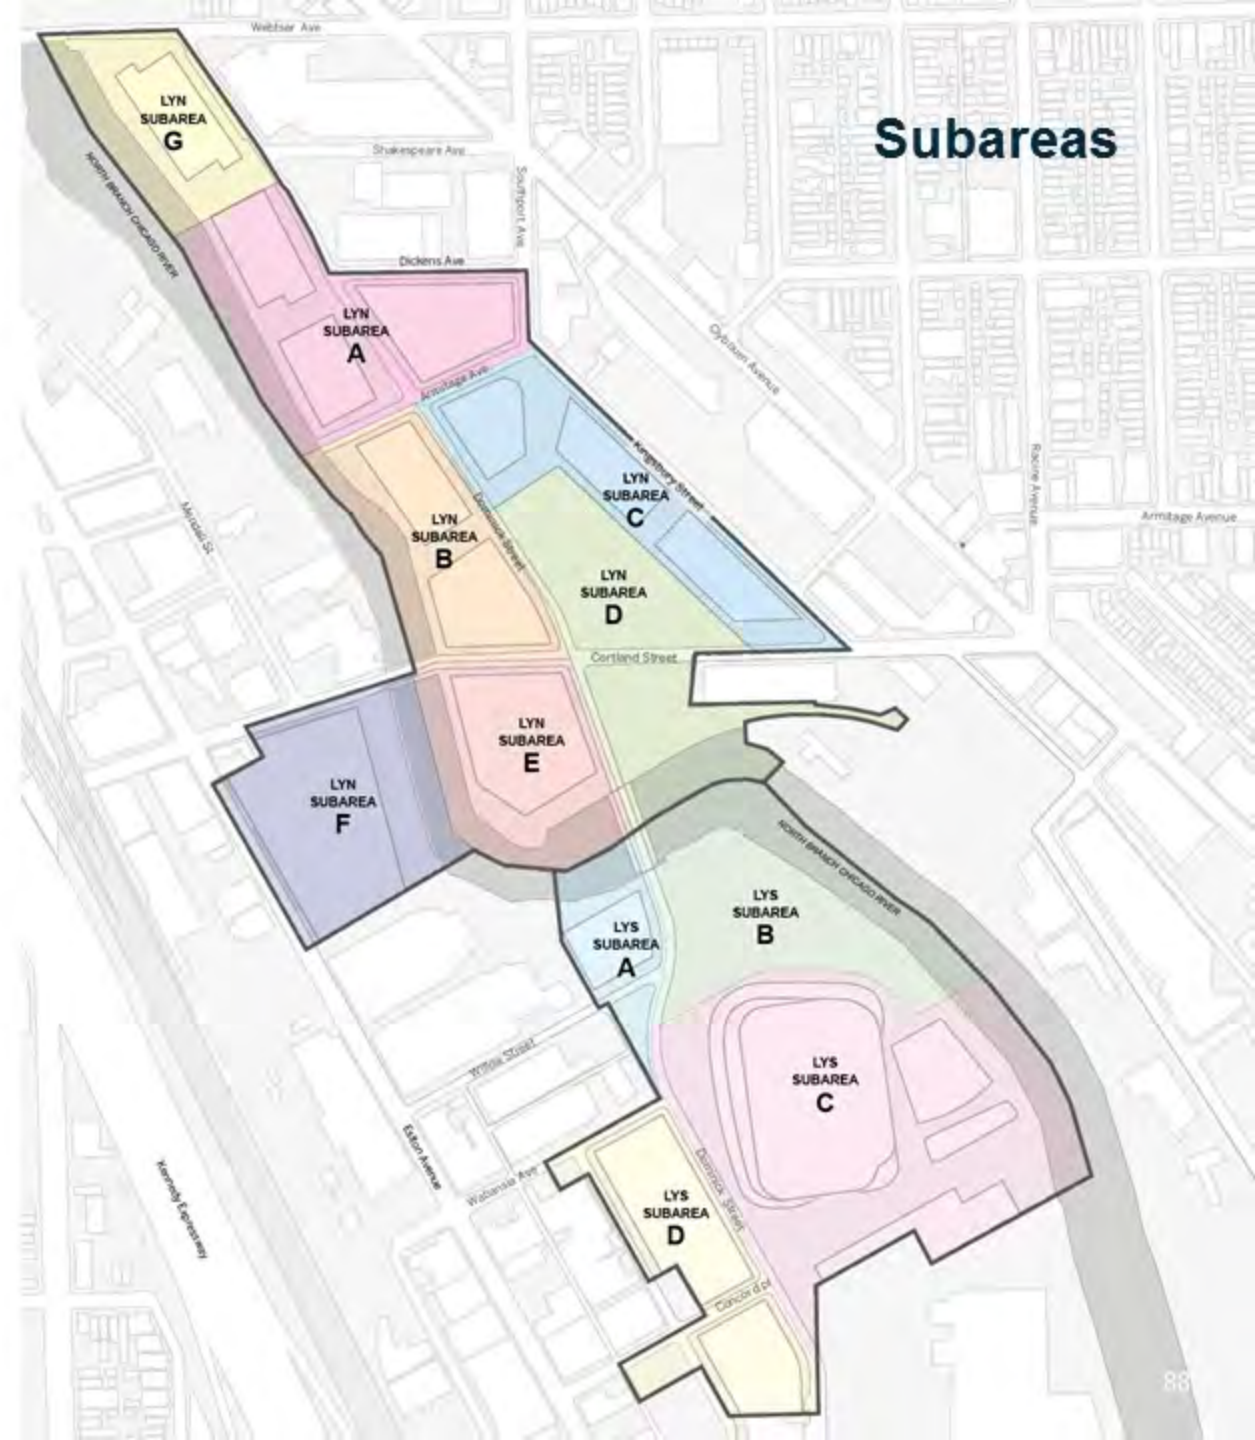 Webster Ave
LYN
SUBAREA
G
Subareas
Shakespeare Ave
Southport Ave
NORTH BRANCH CHICAGO RIVER
Dickens Ave
LYN
SUBAREA
A
Clybourn Avenue
Armitage Ave
Kingsbury Street
LYN
SUBAREA
C
Racine Avenue
Armitage Avenue
Mendell St
Dominick Street
LYN
SUBAREA
B
LYN
SUBAREA
D
Cortland Street
LYN
SUBAREA
E
LYN
SUBAREA
F
NORTH BRANCH CHICAGO RIVER
LYS
SUBAREA
B
LYS
SUBAREA
A
Willow Street
LYS
SUBAREA
C
Elston Avenue
Kennedy Expressway
Wabansia Ave
Dominick Street
LYS
SUBAREA
D
Concord Pl
88